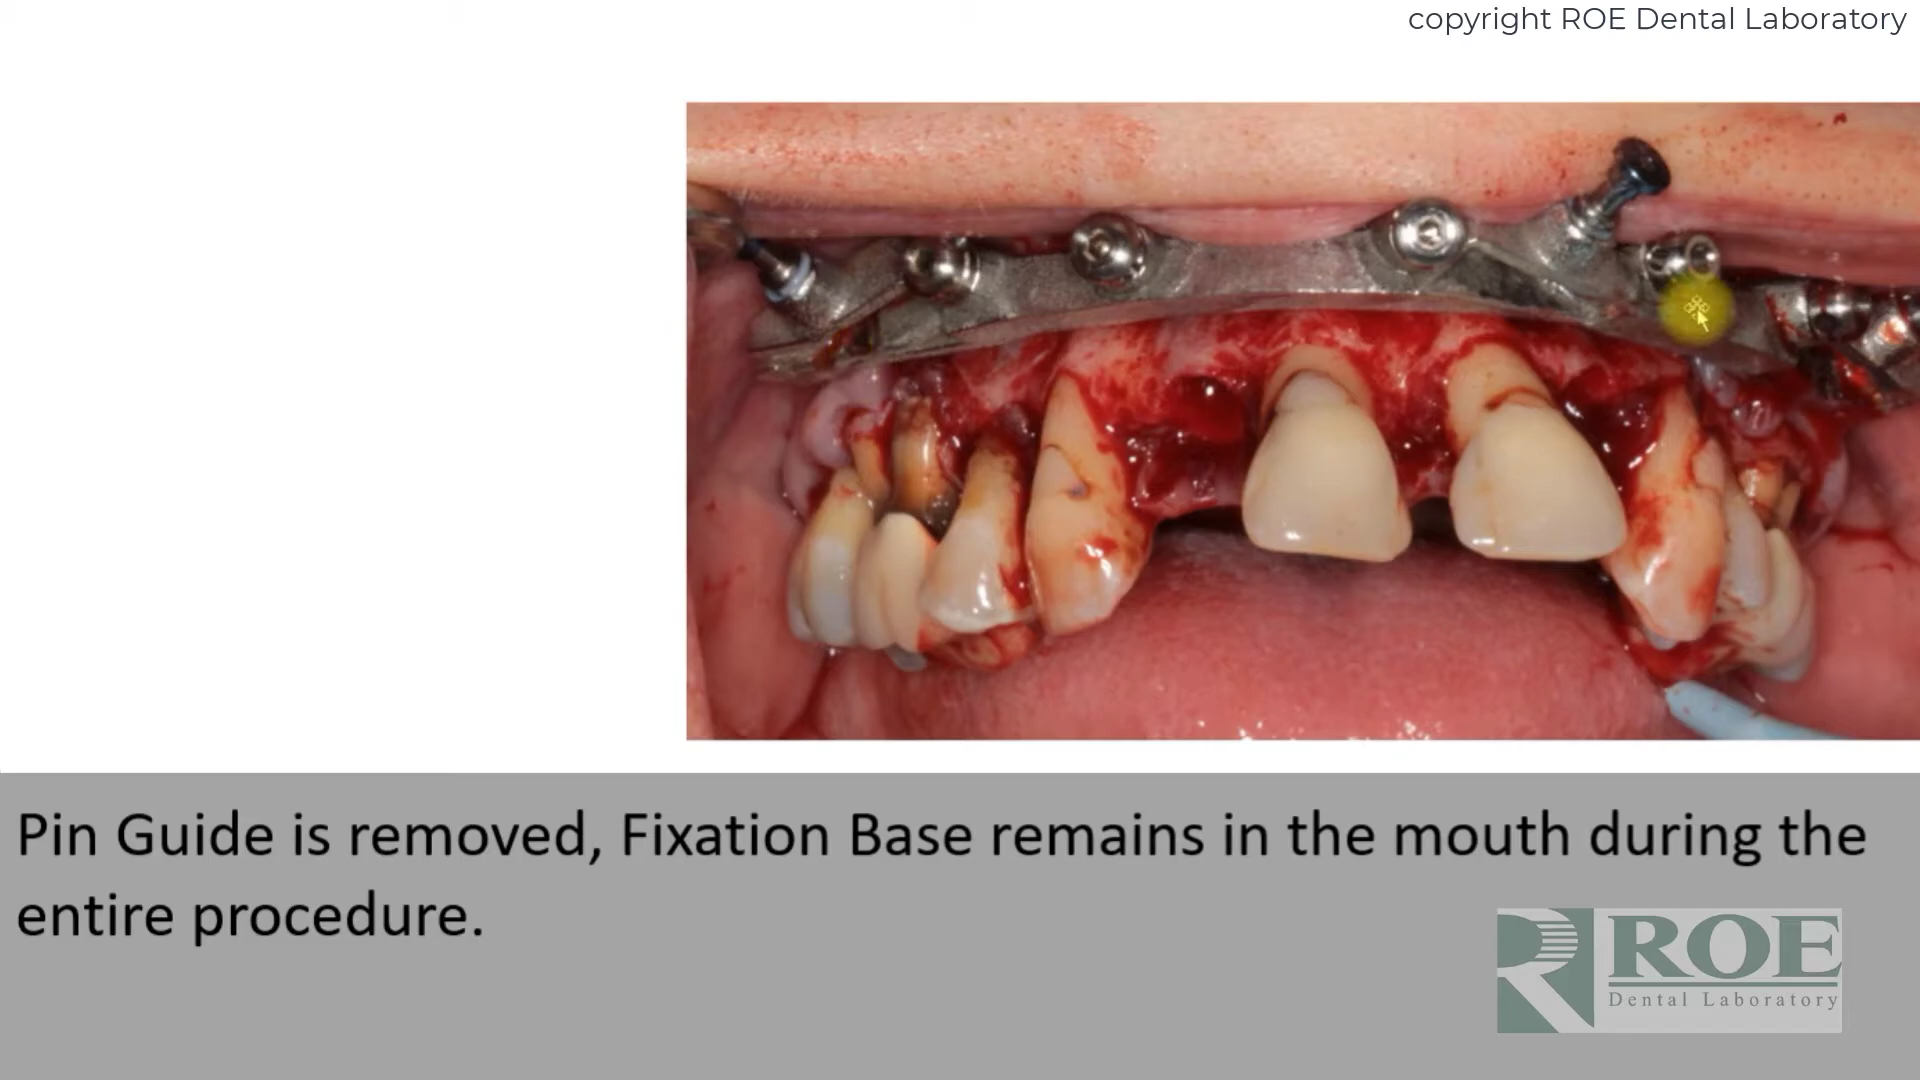 copyright ROE Dental Laboratory
Pin Guide is removed, Fixation Base remains in the mouth during the
entire procedure.
ROE
Dental Laboratory